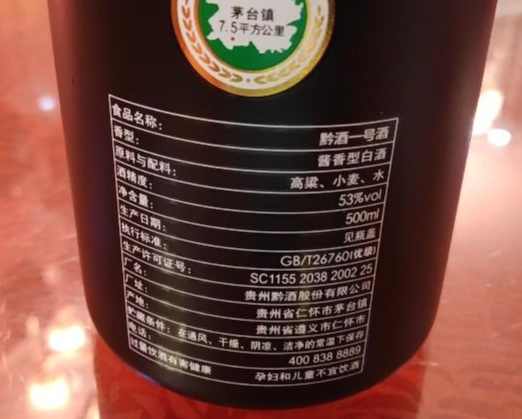 茅台镇
7.5平方公里
食品名称: 黔酒一号酒
香型: 酱香型白酒
原料与配料: 高粱、小麦、水
酒精度: 53%vol
净含量: 500ml
生产日期: 见瓶盖
执行标准: GB/T26760(优级)
生产许可证号: SC1155 2038 2002 25
厂名: 贵州黔酒股份有限公司
厂址: 贵州省仁怀市茅台镇
产地: 贵州省遵义市仁怀市
贮藏条件: 在通风、干燥、阴凉、洁净的常温下保存
电话: 400 838 8889
过量饮酒有害健康 孕妇和儿童不宜饮酒